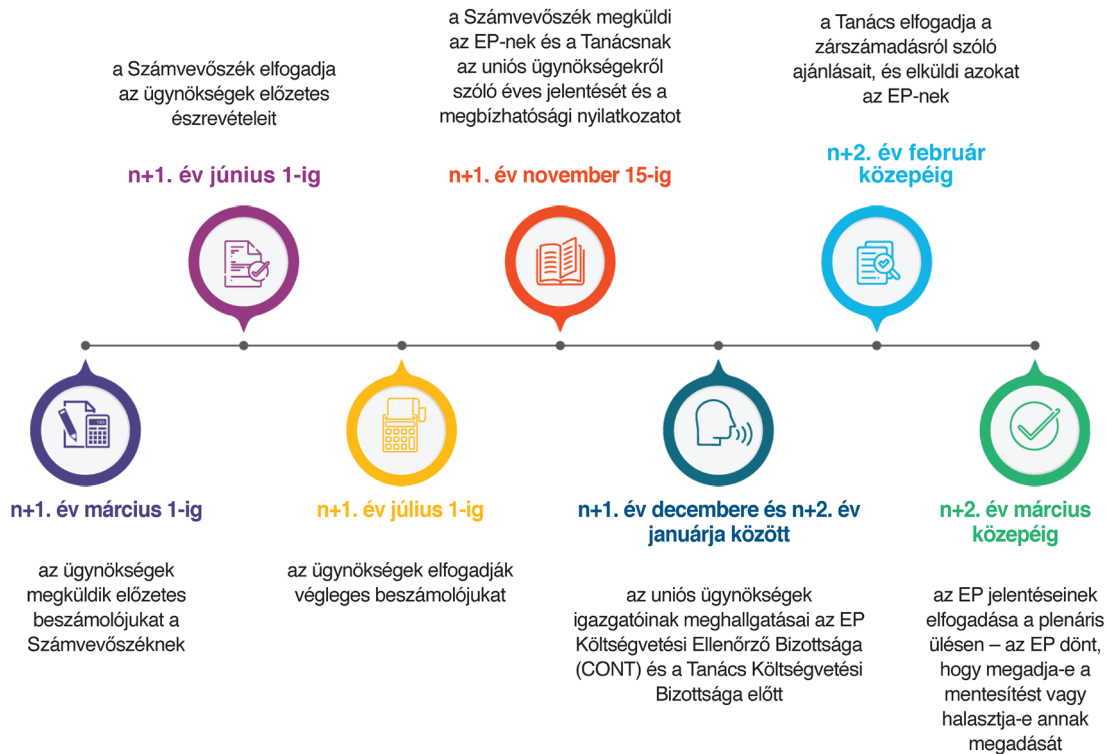 a Számvevőszék elfogadja
az ügynökségek előzetes
észrevételeit
n+1. év június 1-ig
a Számvevőszék megküldi
az EP-nek és a Tanácsnak
az uniós ügynökségekről
szóló éves jelentését és a
megbízhatósági nyilatkozatot
n+1. év november 15-ig
a Tanács elfogadja a
zárszámadásról szóló
ajánlásait, és elküldi azokat
az EP-nek
n+2. év február
közepéig
n+1. év március 1-ig
az ügynökségek
megküldik előzetes
beszámolójukat a
Számvevőszéknek
n+1. év július 1-ig
az ügynökségek elfogadják
végleges beszámolójukat
n+1. év decembere és n+2. év
januárja között
az uniós ügynökségek
igazgatóinak meghallgatásai az EP
Költségvetési Ellenőrző Bizottsága
(CONT) és a Tanács Költségvetési
Bizottsága előtt
n+2. év március
közepéig
az EP jelentéseinek
elfogadása a plenáris
ülésen – az EP dönt,
hogy megadja-e a
mentesítést vagy
halasztja-e annak
megadását